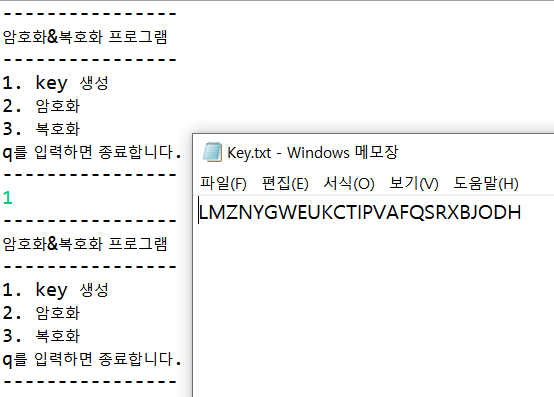 ----------------
암호화&복호화 프로그램
----------------
1. key 생성
2. 암호화
3. 복호화
q를 입력하면 종료합니다.
----------------
1
----------------
암호화&복호화 프로그램
----------------
1. key 생성
2. 암호화
3. 복호화
q를 입력하면 종료합니다.
----------------
Key.txt - Windows 메모장
파일(F) 편집(E) 서식(O) 보기(V) 도움말(H)
LMZNYGWEUKCTIPVAFQSRXBJODH